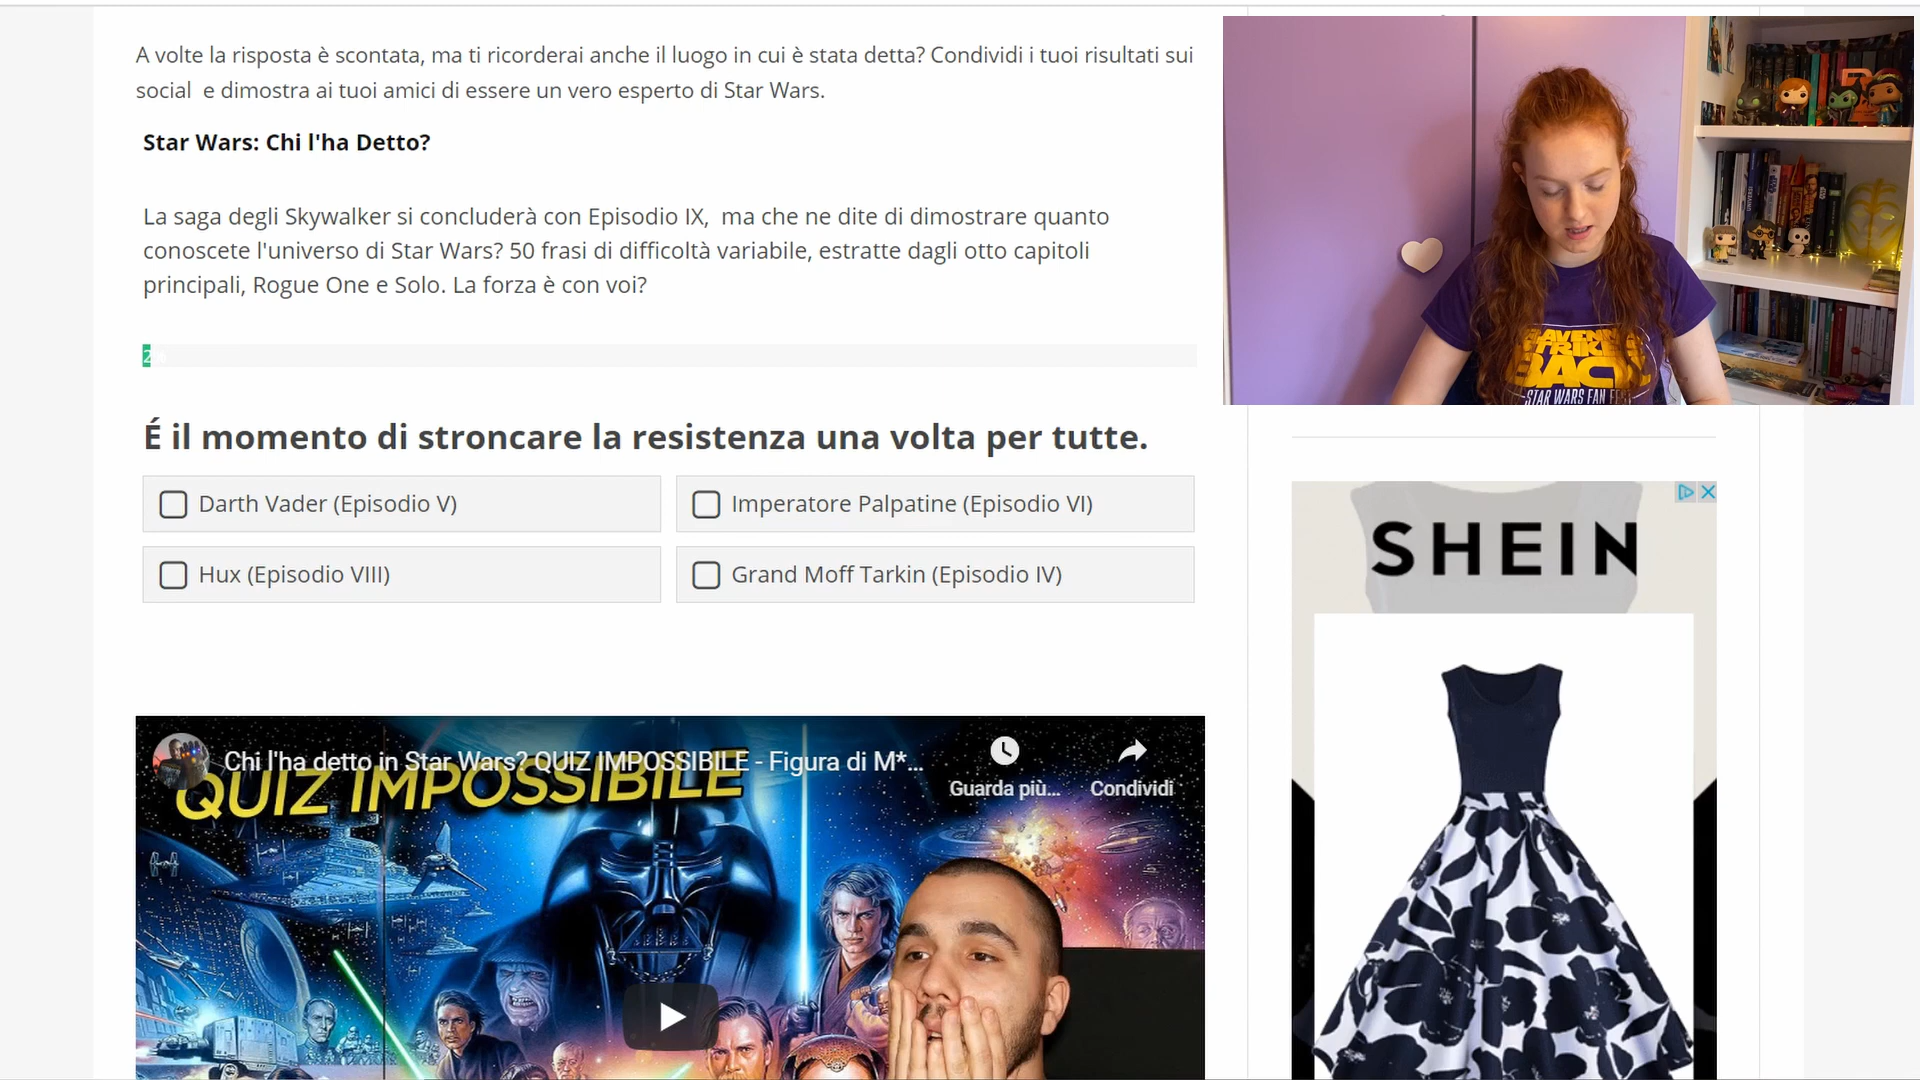 A volte la risposta è scontata, ma ti ricorderai anche il luogo in cui è stata detta? Condividi i tuoi risultati sui
social e dimostra ai tuoi amici di essere un vero esperto di Star Wars.
Star Wars: Chi l'ha Detto?
La saga degli Skywalker si concluderà con Episodio IX, ma che ne dite di dimostrare quanto
conoscete l'universo di Star Wars? 50 frasi di difficoltà variabile, estratte dagli otto capitoli
principali, Rogue One e Solo. La forza è con voi?
2%
É il momento di stroncare la resistenza una volta per tutte.
Darth Vader (Episodio V)
Imperatore Palpatine (Episodio VI)
Hux (Episodio VIII)
Grand Moff Tarkin (Episodio IV)
Chi l'ha detto in Star Wars? QUIZ IMPOSSIBILE - Figura di M*...
Guarda più...
Condividi
QUIZ IMPOSSIBILE
STRIKE
BACK
STAR WARS FAN
SHEIN